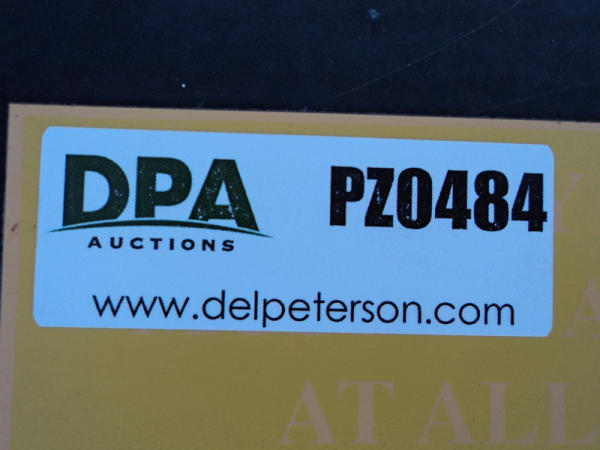 DPA
AUCTIONS
PZ0484
www.delpeterson.com
Y
A
AT ALL